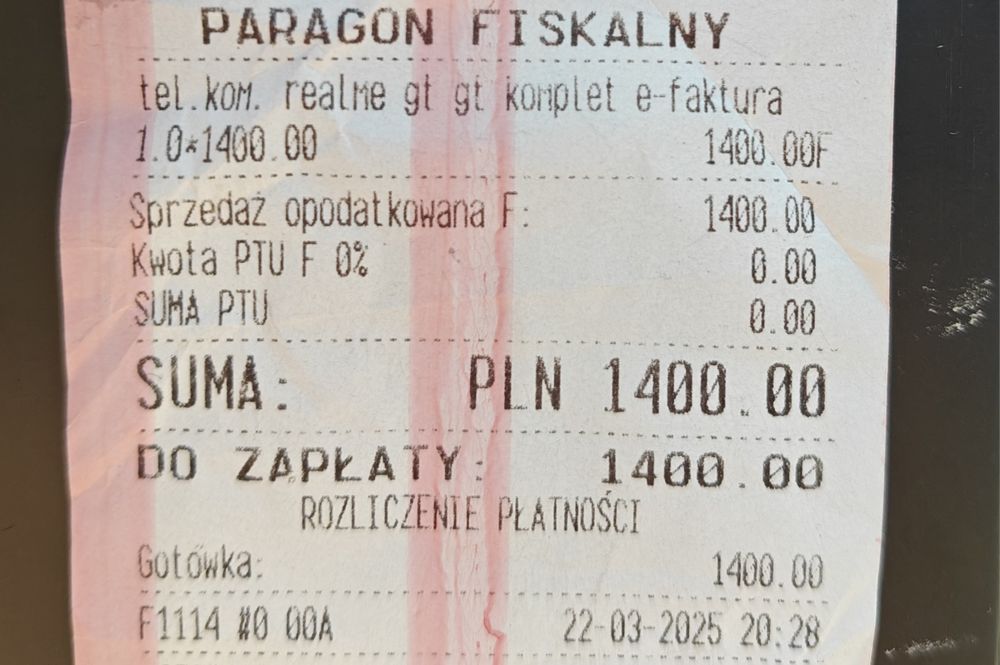 PARAGON FISKALNY
tel.kom. realme gt gt komplet e-faktura
1.0*1400.00 1400.00F
Sprzedaż opodatkowana F: 1400.00
Kwota PTU F 0% 0.00
SUMA PTU 0.00
SUMA: PLN 1400.00
DO ZAPŁATY: 1400.00
ROZLICZENIE PŁATNOŚCI
Gotówka: 1400.00
F1114 #0 00A 22-03-2025 20:28